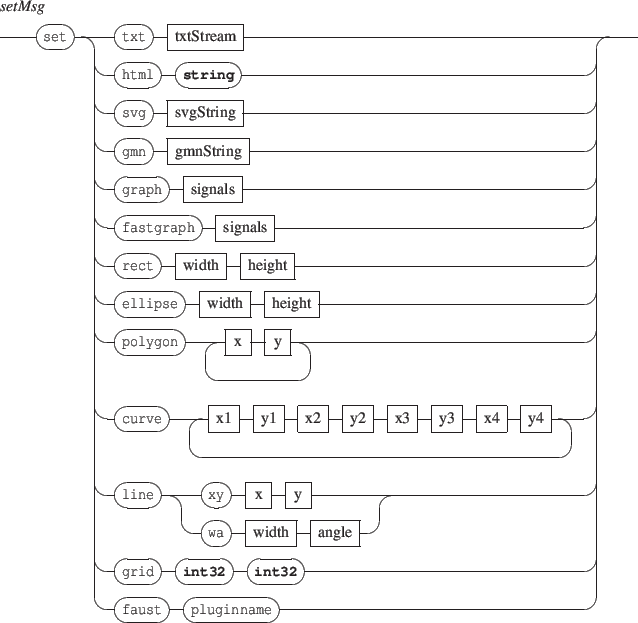 setMsg
set txt txtStream
html string
svg svgString
gmn gmnString
graph signals
fastgraph signals
rect width height
ellipse width height
polygon x y
curve x1 y1 x2 y2 x3 y3 x4 y4
line xy x y
wa width angle
grid int32 int32
faust pluginname